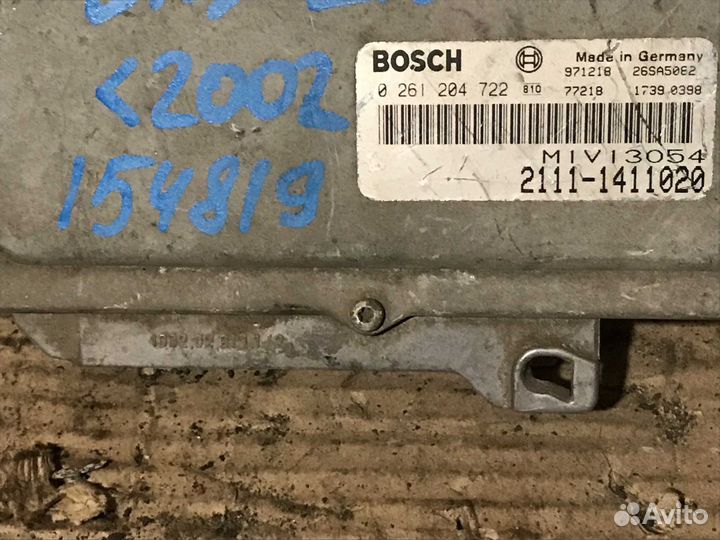 <2002
154819
BOSCH Made in Germany
971218 26SA5062
0 261 204 722 810 77218 1739.0398
M1V13054
2111-1411020
Avito